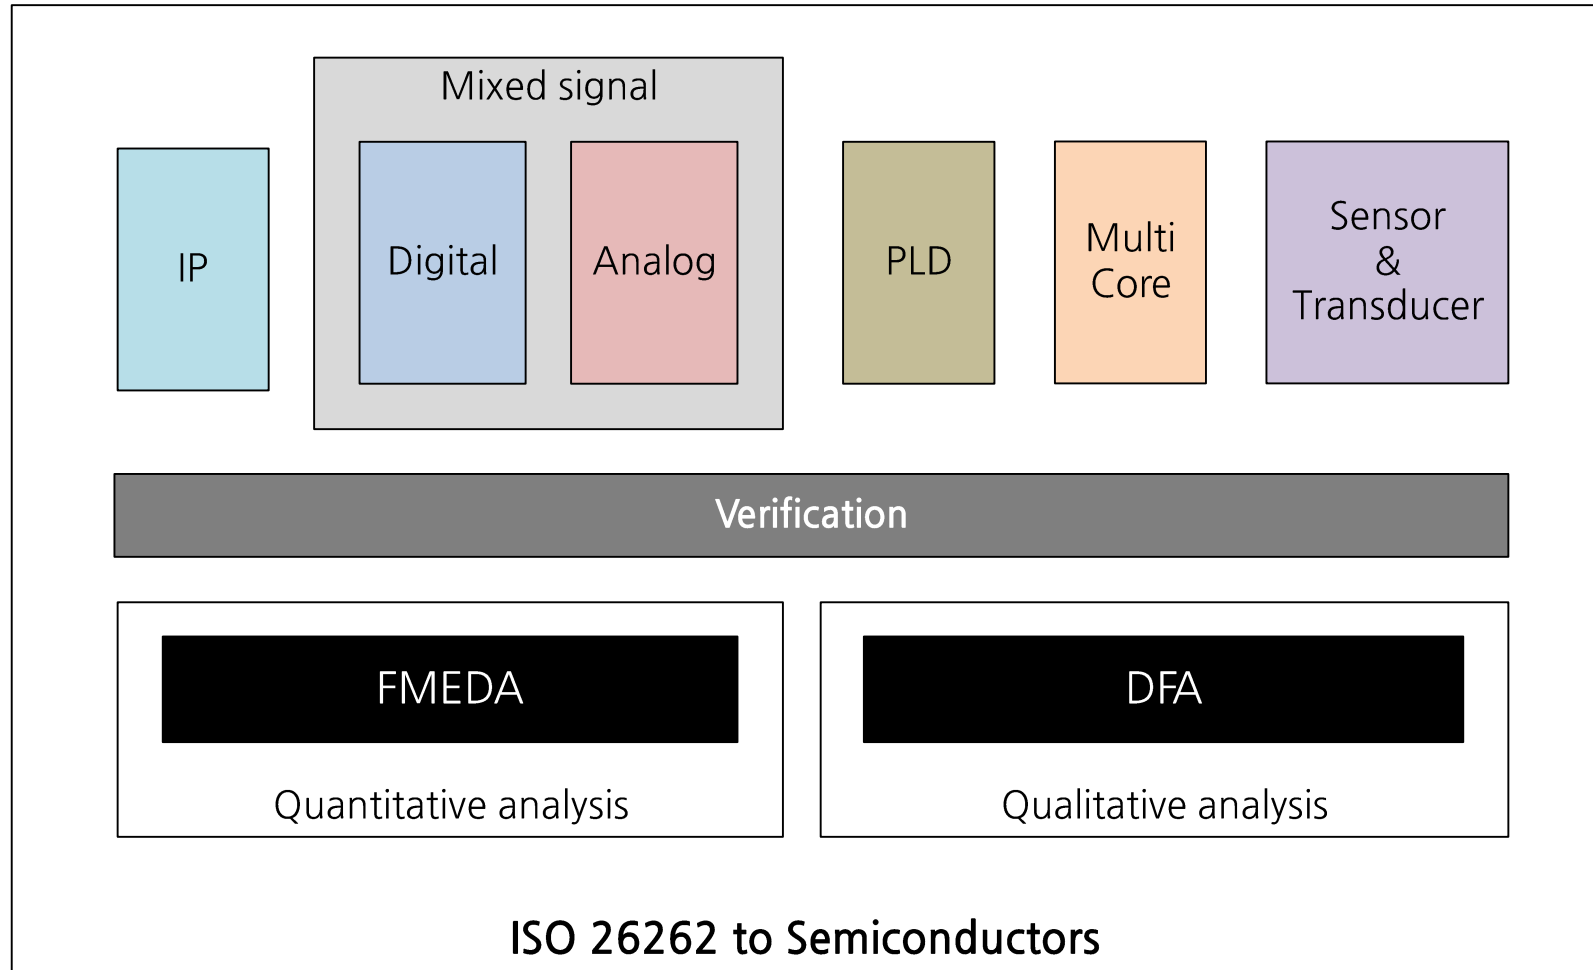 Mixed signal
IP
Digital
Analog
PLD
Multi
Core
Sensor
&
Transducer
Verification
FMEDA
Quantitative analysis
DFA
Qualitative analysis
ISO 26262 to Semiconductors